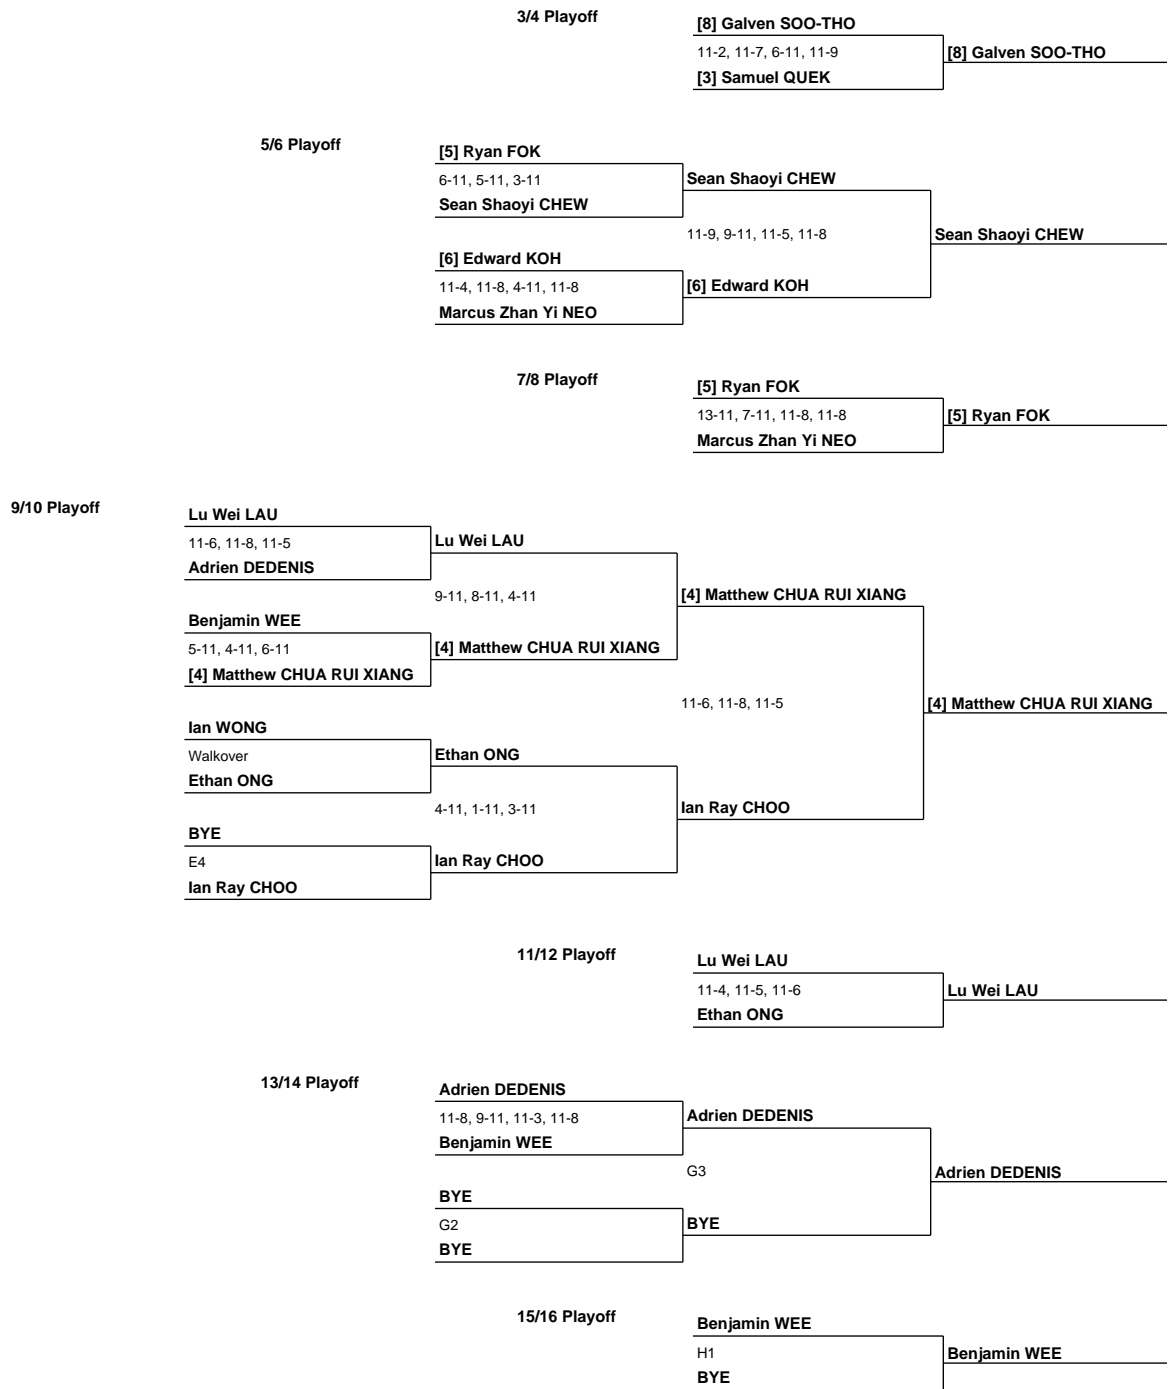 3/4 Playoff
[8] Galven SOO-THO
11-2, 11-7, 6-11, 11-9
[8] Galven SOO-THO
[3] Samuel QUEK
5/6 Playoff
[5] Ryan FOK
6-11, 5-11, 3-11
Sean Shaoyi CHEW
Sean Shaoyi CHEW
11-9, 9-11, 11-5, 11-8
Sean Shaoyi CHEW
[6] Edward KOH
11-4, 11-8, 4-11, 11-8
[6] Edward KOH
Marcus Zhan Yi NEO
7/8 Playoff
[5] Ryan FOK
13-11, 7-11, 11-8, 11-8
[5] Ryan FOK
Marcus Zhan Yi NEO
9/10 Playoff
Lu Wei LAU
11-6, 11-8, 11-5
Lu Wei LAU
Adrien DEDENIS
9-11, 8-11, 4-11
[4] Matthew CHUA RUI XIANG
Benjamin WEE
5-11, 4-11, 6-11
[4] Matthew CHUA RUI XIANG
[4] Matthew CHUA RUI XIANG
11-6, 11-8, 11-5
[4] Matthew CHUA RUI XIANG
Ian WONG
Walkover
Ethan ONG
Ethan ONG
4-11, 1-11, 3-11
Ian Ray CHOO
BYE
E4
Ian Ray CHOO
Ian Ray CHOO
11/12 Playoff
Lu Wei LAU
11-4, 11-5, 11-6
Lu Wei LAU
Ethan ONG
13/14 Playoff
Adrien DEDENIS
11-8, 9-11, 11-3, 11-8
Adrien DEDENIS
Benjamin WEE
G3
Adrien DEDENIS
BYE
G2
BYE
BYE
15/16 Playoff
Benjamin WEE
H1
Benjamin WEE
BYE